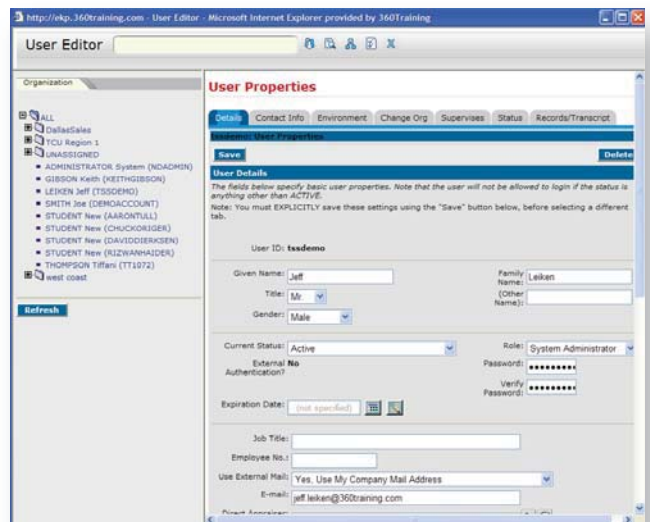 http://ekp.360training.com - User Editor - Microsoft Internet Explorer provided by 360Training
User Editor
Organization
ALL
DallasSales
TCU Region 1
UNASSIGNED
ADMINISTRATOR System (NDADMIN)
GIBSON Keith (KEITHGIBSON)
LEIKEN Jeff (TSSDEMO)
SMITH Joe (DEMOACCOUNT)
STUDENT New (AARONTULL)
STUDENT New (CHUCKORIGER)
STUDENT New (DAVIDDIERKSEN)
STUDENT New (RIZWANHAIDER)
THOMPSON Tiffani (TT1072)
west coast
Refresh
User Properties
Details Contact Info Environment Change Org Supervises Status Records/Transcript
tssdemo: User Properties
Save Delete
User Details
The fields below specify basic user properties. Note that the user will not be allowed to login if the status is
anything other than ACTIVE.
Note: You must EXPLICITLY save these settings using the "Save" button below, before selecting a different
tab.
User ID: tssdemo
Given Name: Jeff Family Name: Leiken
Title: Mr. (Other Name):
Gender: Male
Current Status: Active Role: System Administrator
External Authentication? No Password:
Verify Password:
Expiration Date: (not specified)
Job Title:
Employee No.:
Use External Mail: Yes, Use My Company Mail Address
E-mail: jeff.leiken@360training.com
Direct Appraiser: